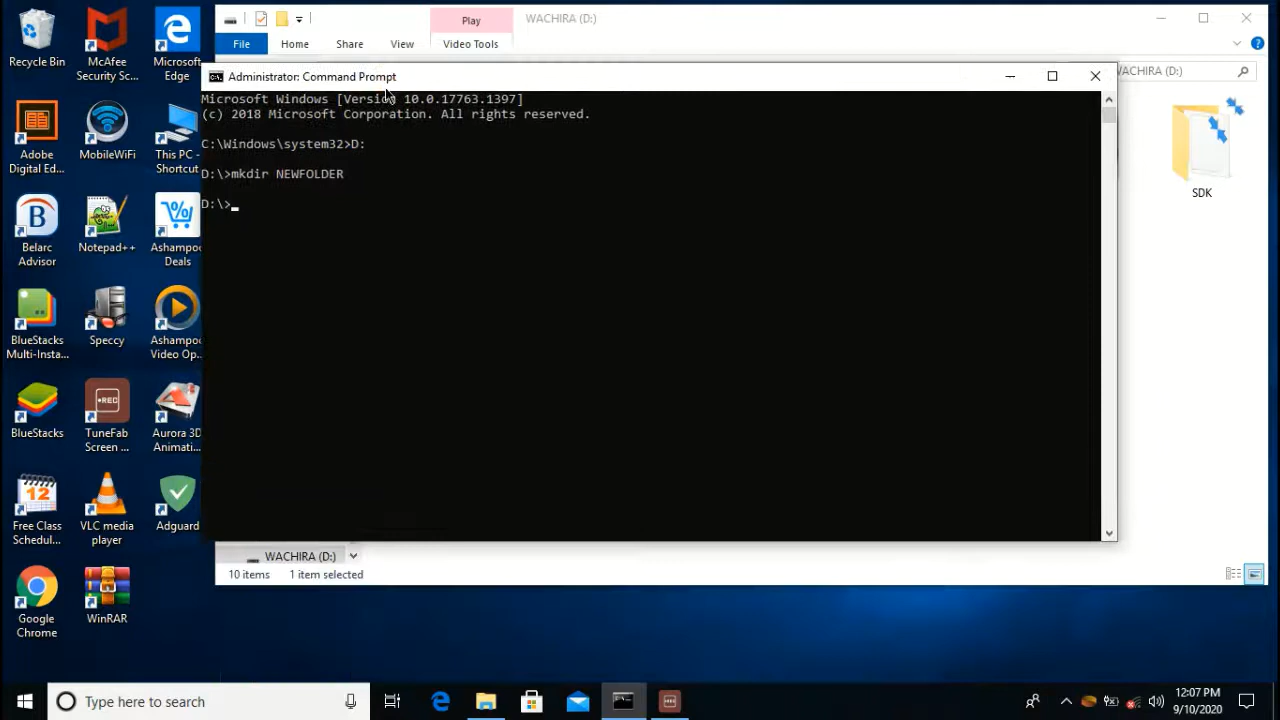 WACHIRA (D:)
Play
File
Home
Share
View
Video Tools
WACHIRA (D:)
Administrator: Command Prompt
Microsoft Windows [Version 10.0.17763.1397]
(c) 2018 Microsoft Corporation. All rights reserved.
C:\Windows\system32>D:
D:\>mkdir NEWFOLDER
D:\>
SDK
WACHIRA (D:)
10 items
1 item selected
Recycle Bin
McAfee
Security Sc...
Microsoft
Edge
Adobe
Digital Ed...
MobileWiFi
This PC -
Shortcut
Belarc
Advisor
Notepad++
Ashampoo
Deals
BlueStacks
Multi-Insta...
Speccy
Ashampoo
Video Op...
BlueStacks
REC
TuneFab
Screen ...
Aurora 3D
Animati...
12
Free Class
Schedul...
VLC media
player
Adguard
Google
Chrome
WinRAR
Type here to search
12:07 PM
9/10/2020